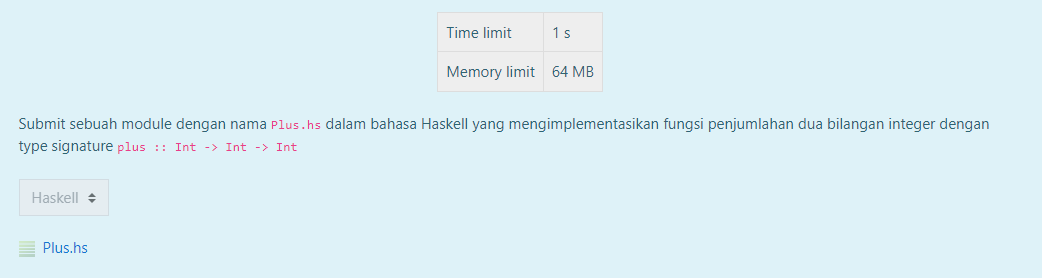 Time limit 1 s
Memory limit 64 MB
Submit sebuah module dengan nama Plus.hs dalam bahasa Haskell yang mengimplementasikan fungsi penjumlahan dua bilangan integer dengan
type signature plus :: Int -> Int -> Int
Haskell
Plus.hs